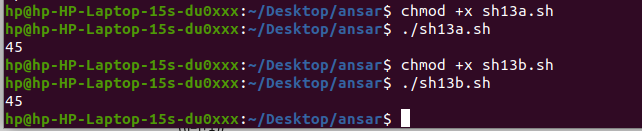 hp@hp-HP-Laptop-15s-du0xxx:~/Desktop/ansar$ chmod +x sh13a.sh
hp@hp-HP-Laptop-15s-du0xxx:~/Desktop/ansar$ ./sh13a.sh
45
hp@hp-HP-Laptop-15s-du0xxx:~/Desktop/ansar$ chmod +x sh13b.sh
hp@hp-HP-Laptop-15s-du0xxx:~/Desktop/ansar$ ./sh13b.sh
45
hp@hp-HP-Laptop-15s-du0xxx:~/Desktop/ansar$